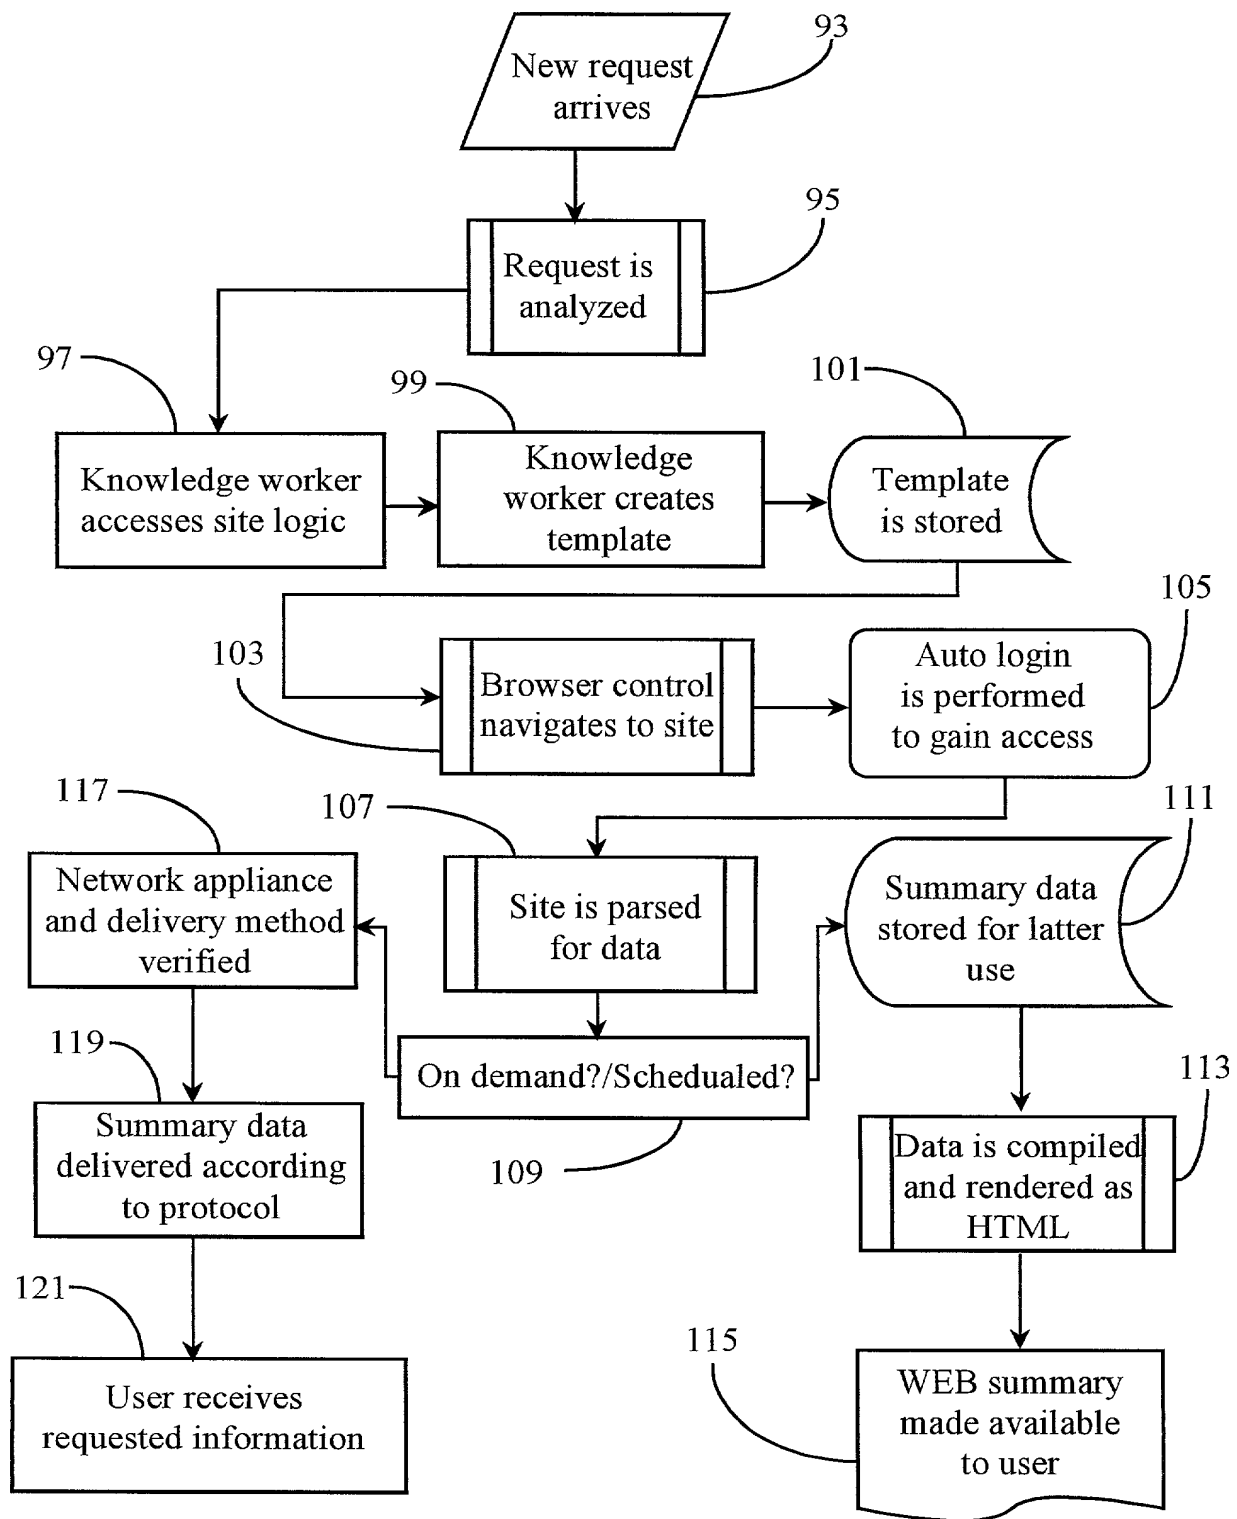 93
New request
arrives
95
Request is
analyzed
97
99
101
Knowledge worker
accesses site logic
Knowledge
worker creates
template
Template
is stored
103
105
Browser control
navigates to site
Auto login
is performed
to gain access
117
107
111
Network appliance
and delivery method
verified
Site is parsed
for data
Summary data
stored for latter
use
119
On demand?/Schedualed?
109
113
Summary data
delivered according
to protocol
Data is compiled
and rendered as
HTML
121
115
User receives
requested information
WEB summary
made available
to user